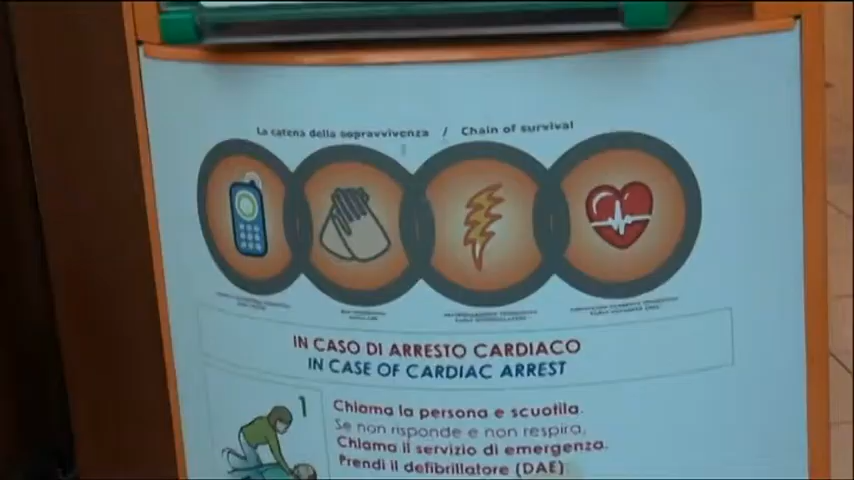 La catena della sopravvivenza / Chain of survival
IN CASO DI ARRESTO CARDIACO
IN CASE OF CARDIAC ARREST
1
Chiama la persona e scuotila.
Se non risponde e non respira,
Chiama il servizio di emergenza.
Prendi il defibrillatore (DAE)